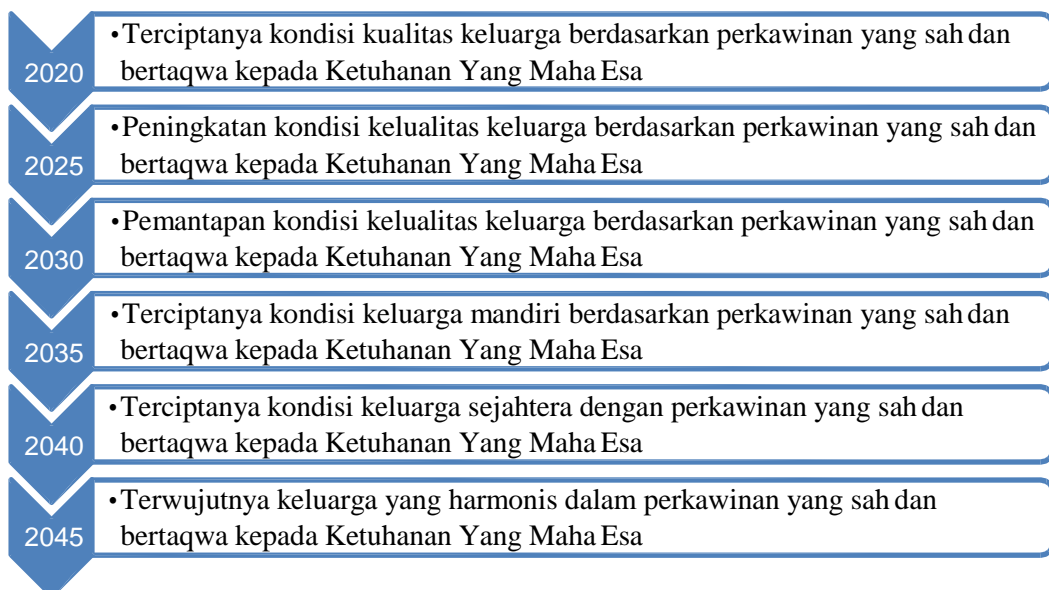 2020
•Terciptanya kondisi kualitas keluarga berdasarkan perkawinan yang sah dan
bertaqwa kepada Ketuhanan Yang Maha Esa
2025
•Peningkatan kondisi kelualitas keluarga berdasarkan perkawinan yang sah dan
bertaqwa kepada Ketuhanan Yang Maha Esa
2030
•Pemantapan kondisi kelualitas keluarga berdasarkan perkawinan yang sah dan
bertaqwa kepada Ketuhanan Yang Maha Esa
2035
•Terciptanya kondisi keluarga mandiri berdasarkan perkawinan yang sah dan
bertaqwa kepada Ketuhanan Yang Maha Esa
2040
•Terciptanya kondisi keluarga sejahtera dengan perkawinan yang sah dan
bertaqwa kepada Ketuhanan Yang Maha Esa
2045
•Terwujutnya keluarga yang harmonis dalam perkawinan yang sah dan
bertaqwa kepada Ketuhanan Yang Maha Esa